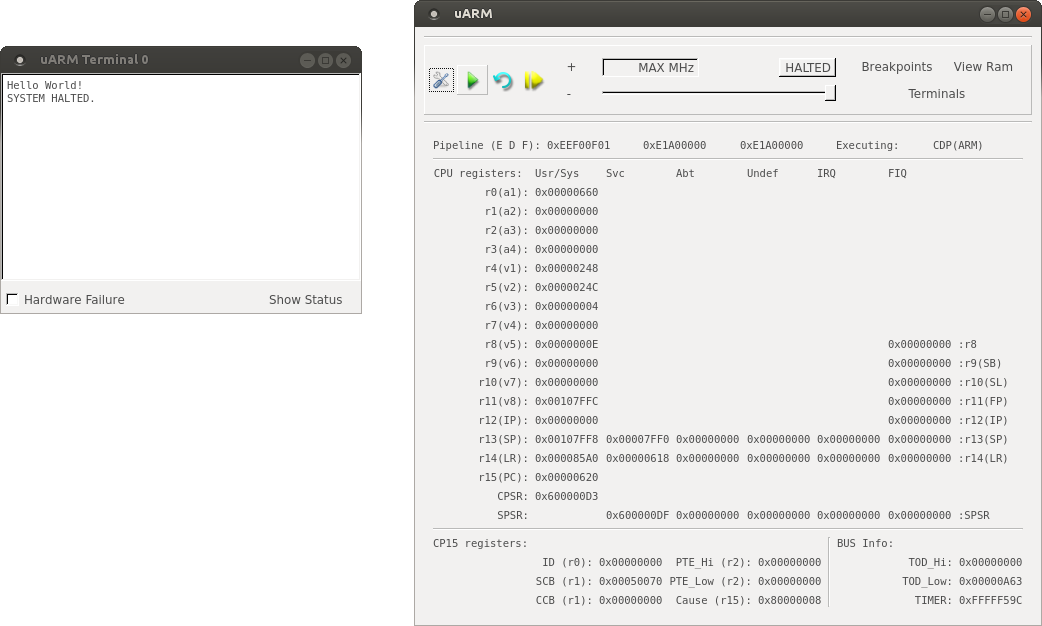 uARM Terminal 0
Hello World!
SYSTEM HALTED.
Hardware Failure Show Status
uARM
+ MAX MHz HALTED Breakpoints View Ram
- Terminals
Pipeline (E D F): 0xEEF00F01 0xE1A00000 0xE1A00000 Executing: CDP(ARM)
CPU registers: Usr/Sys Svc Abt Undef IRQ FIQ
r0(a1): 0x00000660
r1(a2): 0x00000000
r2(a3): 0x00000000
r3(a4): 0x00000000
r4(v1): 0x00000248
r5(v2): 0x0000024C
r6(v3): 0x00000004
r7(v4): 0x00000000
r8(v5): 0x0000000E 0x00000000 :r8
r9(v6): 0x00000000 0x00000000 :r9(SB)
r10(v7): 0x00000000 0x00000000 :r10(SL)
r11(v8): 0x00107FFC 0x00000000 :r11(FP)
r12(IP): 0x00000000 0x00000000 :r12(IP)
r13(SP): 0x00107FF8 0x00007FF0 0x00000000 0x00000000 0x00000000 0x00000000 :r13(SP)
r14(LR): 0x000085A0 0x00000618 0x00000000 0x00000000 0x00000000 0x00000000 :r14(LR)
r15(PC): 0x00000620
CPSR: 0x600000D3
SPSR: 0x600000DF 0x00000000 0x00000000 0x00000000 0x00000000 :SPSR
CP15 registers: BUS Info:
ID (r0): 0x00000000 PTE_Hi (r2): 0x00000000 TOD_Hi: 0x00000000
SCB (r1): 0x00050070 PTE_Low (r2): 0x00000000 TOD_Low: 0x00000A63
CCB (r1): 0x00000000 Cause (r15): 0x80000008 TIMER: 0xFFFFF59C